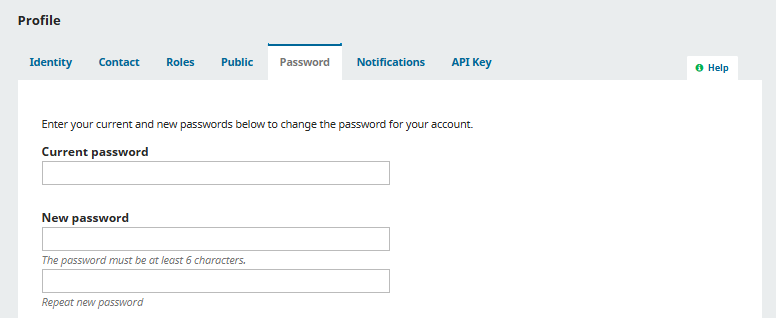 Profile
Identity Contact Roles Public Password Notifications API Key
Help
Enter your current and new passwords below to change the password for your account.
Current password
New password
The password must be at least 6 characters.
Repeat new password